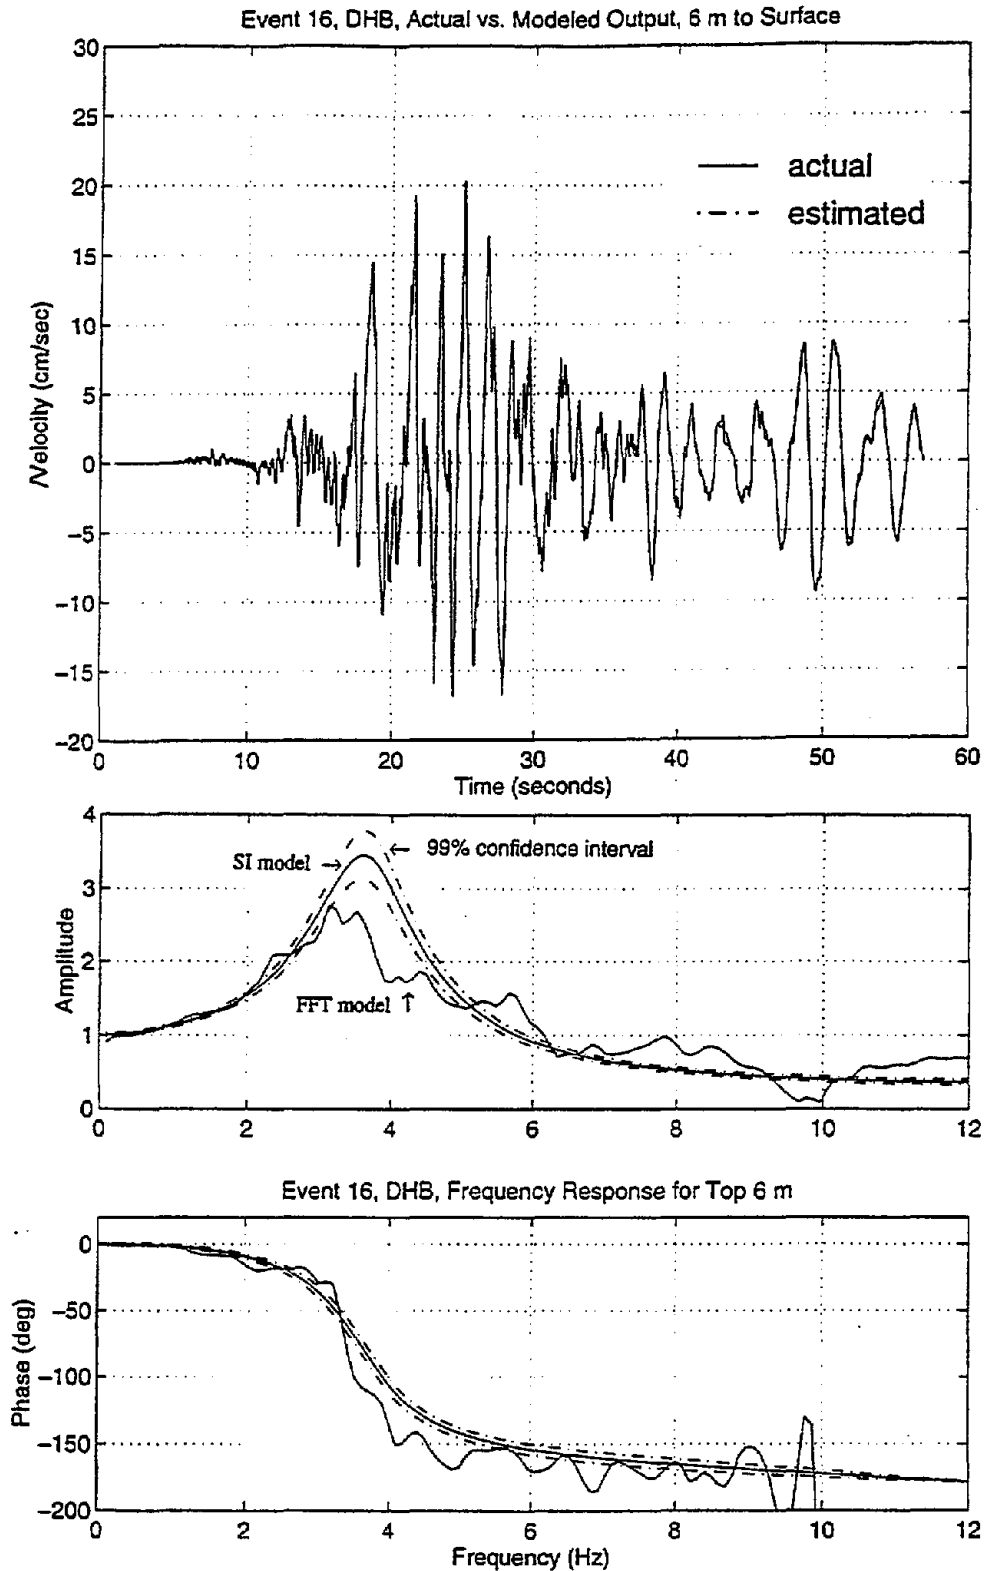 Event 16, DHB, Actual vs. Modeled Output, 6 m to Surface
30
25
20
15
10
5
0
−5
−10
−15
−20
/Velocity (cm/sec)
actual
estimated
0 10 20 30 40 50 60
Time (seconds)
4
3
2
1
0
Amplitude
SI model →
← 99% confidence interval
FFT model ↑
0 2 4 6 8 10 12
Event 16, DHB, Frequency Response for Top 6 m
0
−50
−100
−150
−200
Phase (deg)
0 2 4 6 8 10 12
Frequency (Hz)